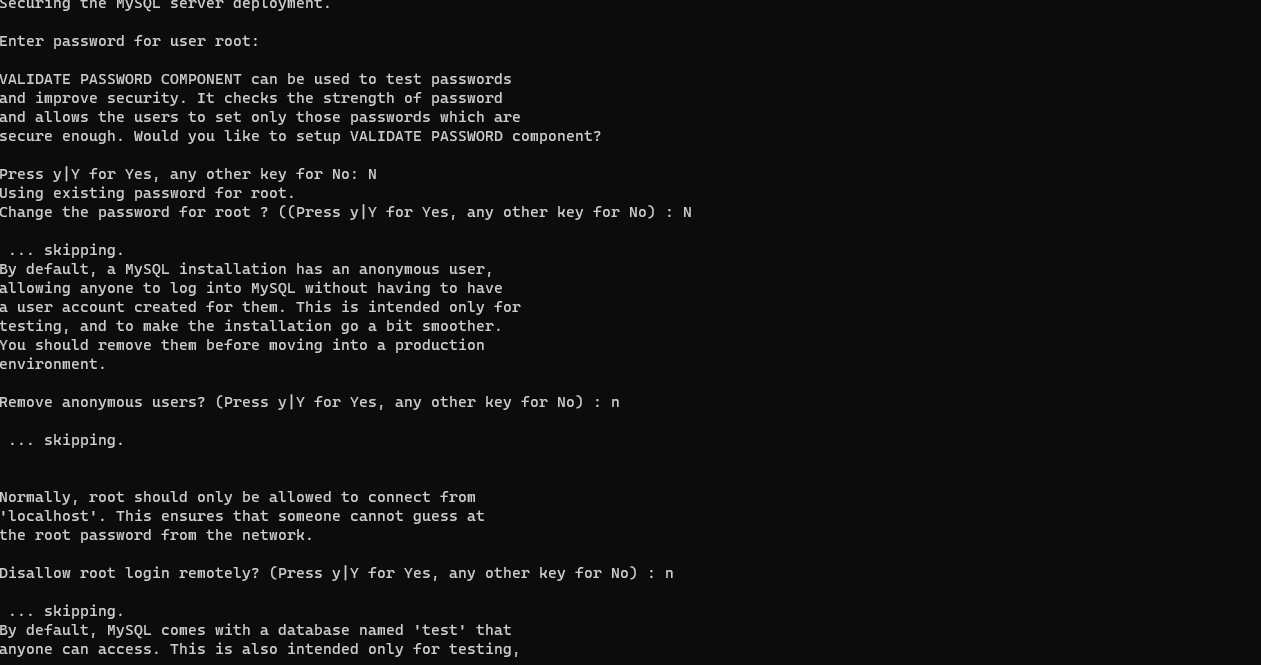 Securing the MySQL server deployment.
Enter password for user root:
VALIDATE PASSWORD COMPONENT can be used to test passwords
and improve security. It checks the strength of password
and allows the users to set only those passwords which are
secure enough. Would you like to setup VALIDATE PASSWORD component?
Press y|Y for Yes, any other key for No: N
Using existing password for root.
Change the password for root ? ((Press y|Y for Yes, any other key for No) : N
... skipping.
By default, a MySQL installation has an anonymous user,
allowing anyone to log into MySQL without having to have
a user account created for them. This is intended only for
testing, and to make the installation go a bit smoother.
You should remove them before moving into a production
environment.
Remove anonymous users? (Press y|Y for Yes, any other key for No) : n
... skipping.
Normally, root should only be allowed to connect from
'localhost'. This ensures that someone cannot guess at
the root password from the network.
Disallow root login remotely? (Press y|Y for Yes, any other key for No) : n
... skipping.
By default, MySQL comes with a database named 'test' that
anyone can access. This is also intended only for testing,